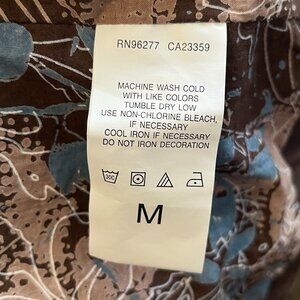 RN96277 CA23359
MACHINE WASH COLD
WITH LIKE COLORS
TUMBLE DRY LOW
USE NON-CHLORINE BLEACH,
IF NECESSARY
COOL IRON IF NECESSARY
DO NOT IRON DECORATION
30C
M